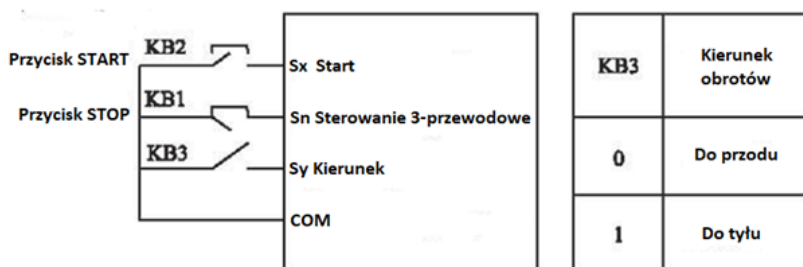 Przycisk START
KB2
Sx Start
Przycisk STOP
KB1
Sn Sterowanie 3-przewodowe
KB3
Sy Kierunek
COM
KB3
Kierunek
obrotów
0
Do przodu
1
Do tyłu